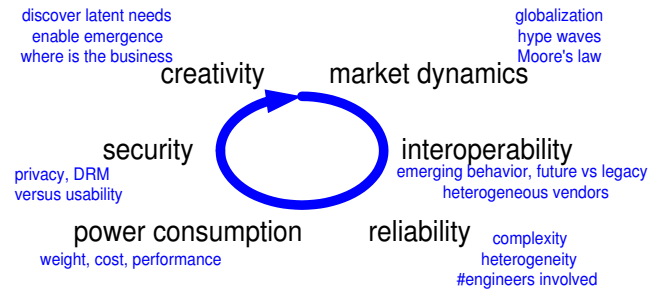 discover latent needs
enable emergence
where is the business
creativity
globalization
hype waves
Moore's law
market dynamics
security
privacy, DRM
versus usability
interoperability
emerging behavior, future vs legacy
heterogeneous vendors
power consumption
weight, cost, performance
reliability
complexity
heterogeneity
#engineers involved